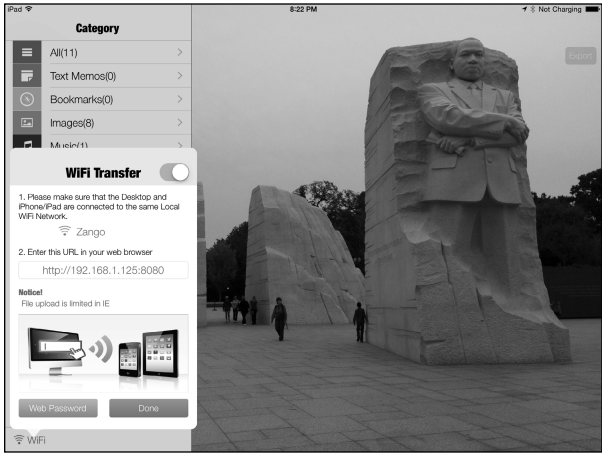 iPad 8:22 PM Not Charging
Category
Export
All(11)
Text Memos(0)
Bookmarks(0)
Images(8)
Music(1)
WiFi Transfer
1. Please make sure that the Desktop and
iPhone/iPad are connected to the same Local
WiFi Network.
Zango
2. Enter this URL in your web browser
http://192.168.1.125:8080
Notice!
File upload is limited in IE
Web Password Done
WiFi